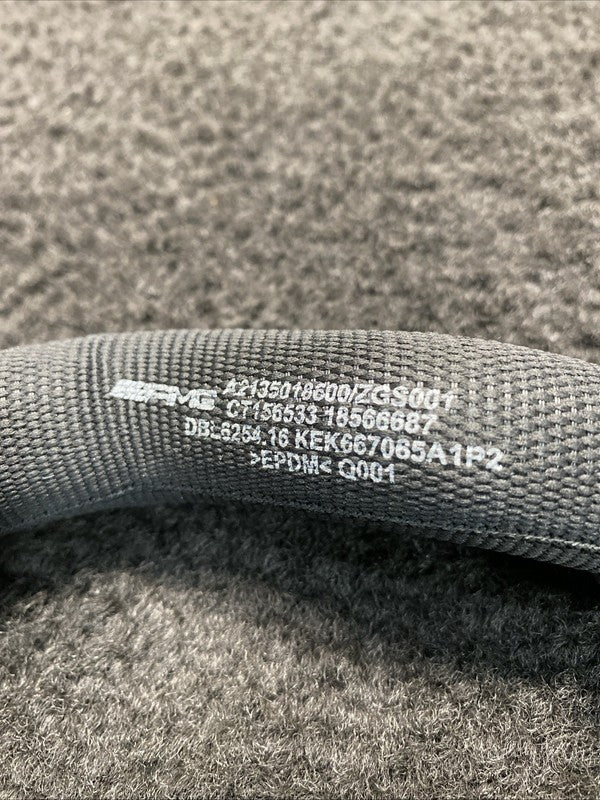 AMG A2135018600/ZGS001
CT156533 18566687
DBL6254.16 KEK667065A1P2
>EPDM< Q001